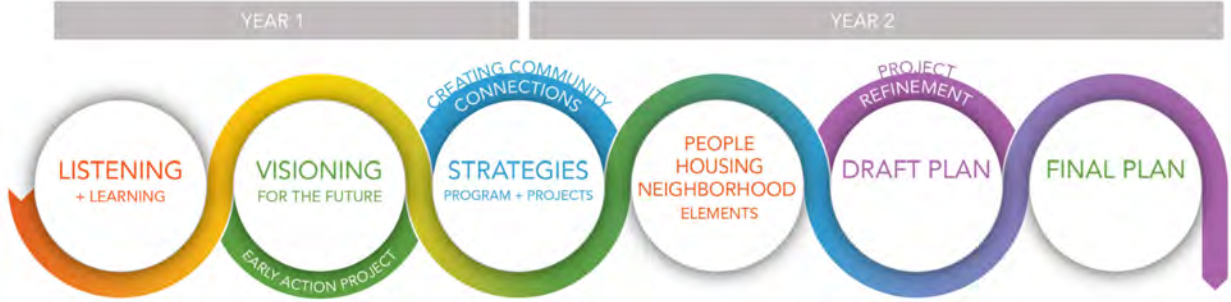 YEAR 1
YEAR 2
LISTENING
+ LEARNING
VISIONING
FOR THE FUTURE
EARLY ACTION PROJECT
CREATING COMMUNITY
CONNECTIONS
STRATEGIES
PROGRAM + PROJECTS
PEOPLE
HOUSING
NEIGHBORHOOD
ELEMENTS
PROJECT
REFINEMENT
DRAFT PLAN
FINAL PLAN